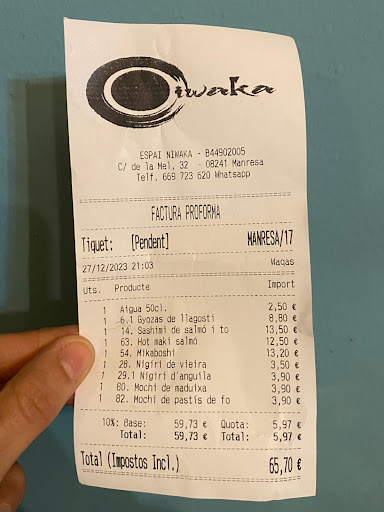 Niwaka
ESPAI NIWAKA - B44902005
C/ de la Mel, 32 - 08241 Manresa
Telf. 669 723 620 Whatsapp
FACTURA PROFORMA
Tiquet: [Pendent] MANRESA/17
27/12/2023 21:03 Waqas
Uts. Producte Import
1 Aigua 50cl. 2,50 €
1 6.1 Gyozas de llagosti 8,80 €
1 14. Sashimi de salmó i to 13,50 €
1 63. Hot maki salmó 12,50 €
1 54. Mikaboshi 13,20 €
1 28. Nigiri de vieira 3,50 €
1 29.1 Nigiri d'anguila 3,90 €
1 80. Mochi de maduixa 3,90 €
1 82. Mochi de pastís de fo 3,90 €
10%: Base: 59,73 € Quota: 5,97 €
Total: 59,73 € Total: 5,97 €
Total (Impostos Incl.) 65,70 €